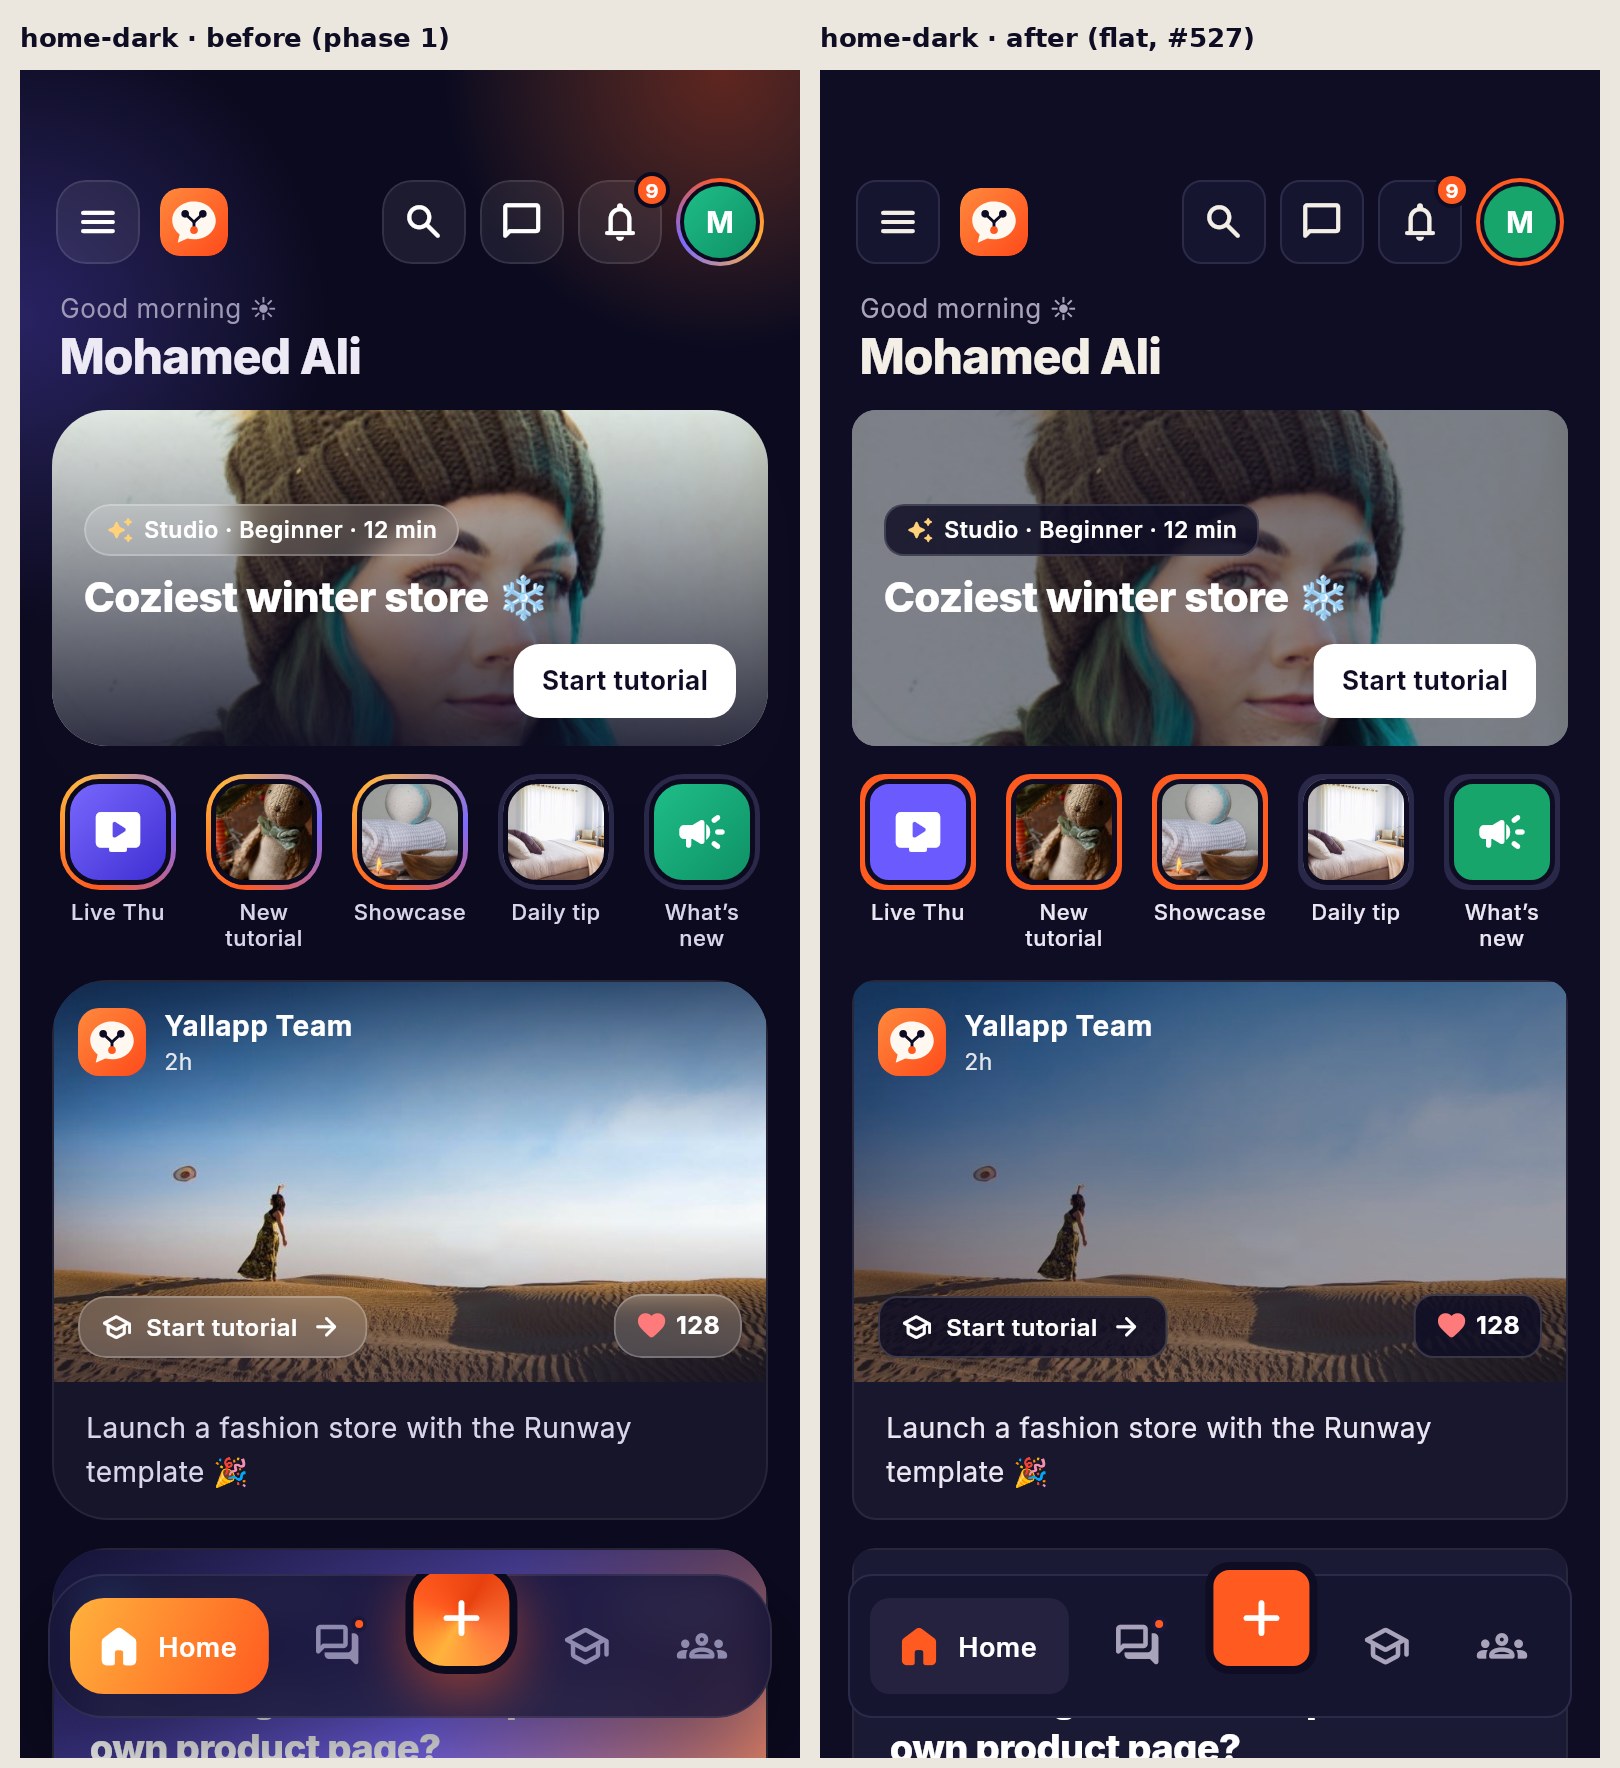 home-dark · before (phase 1)
9
M
Good morning ☀
Mohamed Ali
Studio · Beginner · 12 min
Coziest winter store ❄️
Start tutorial
Live Thu
New
tutorial
Showcase
Daily tip
What’s
new
Yallapp Team
2h
Start tutorial →
128
Launch a fashion store with the Runway
template 🎉
Home
own product page?
home-dark · after (flat, #527)
9
M
Good morning ☀
Mohamed Ali
Studio · Beginner · 12 min
Coziest winter store ❄️
Start tutorial
Live Thu
New
tutorial
Showcase
Daily tip
What’s
new
Yallapp Team
2h
Start tutorial →
128
Launch a fashion store with the Runway
template 🎉
Home
own product page?